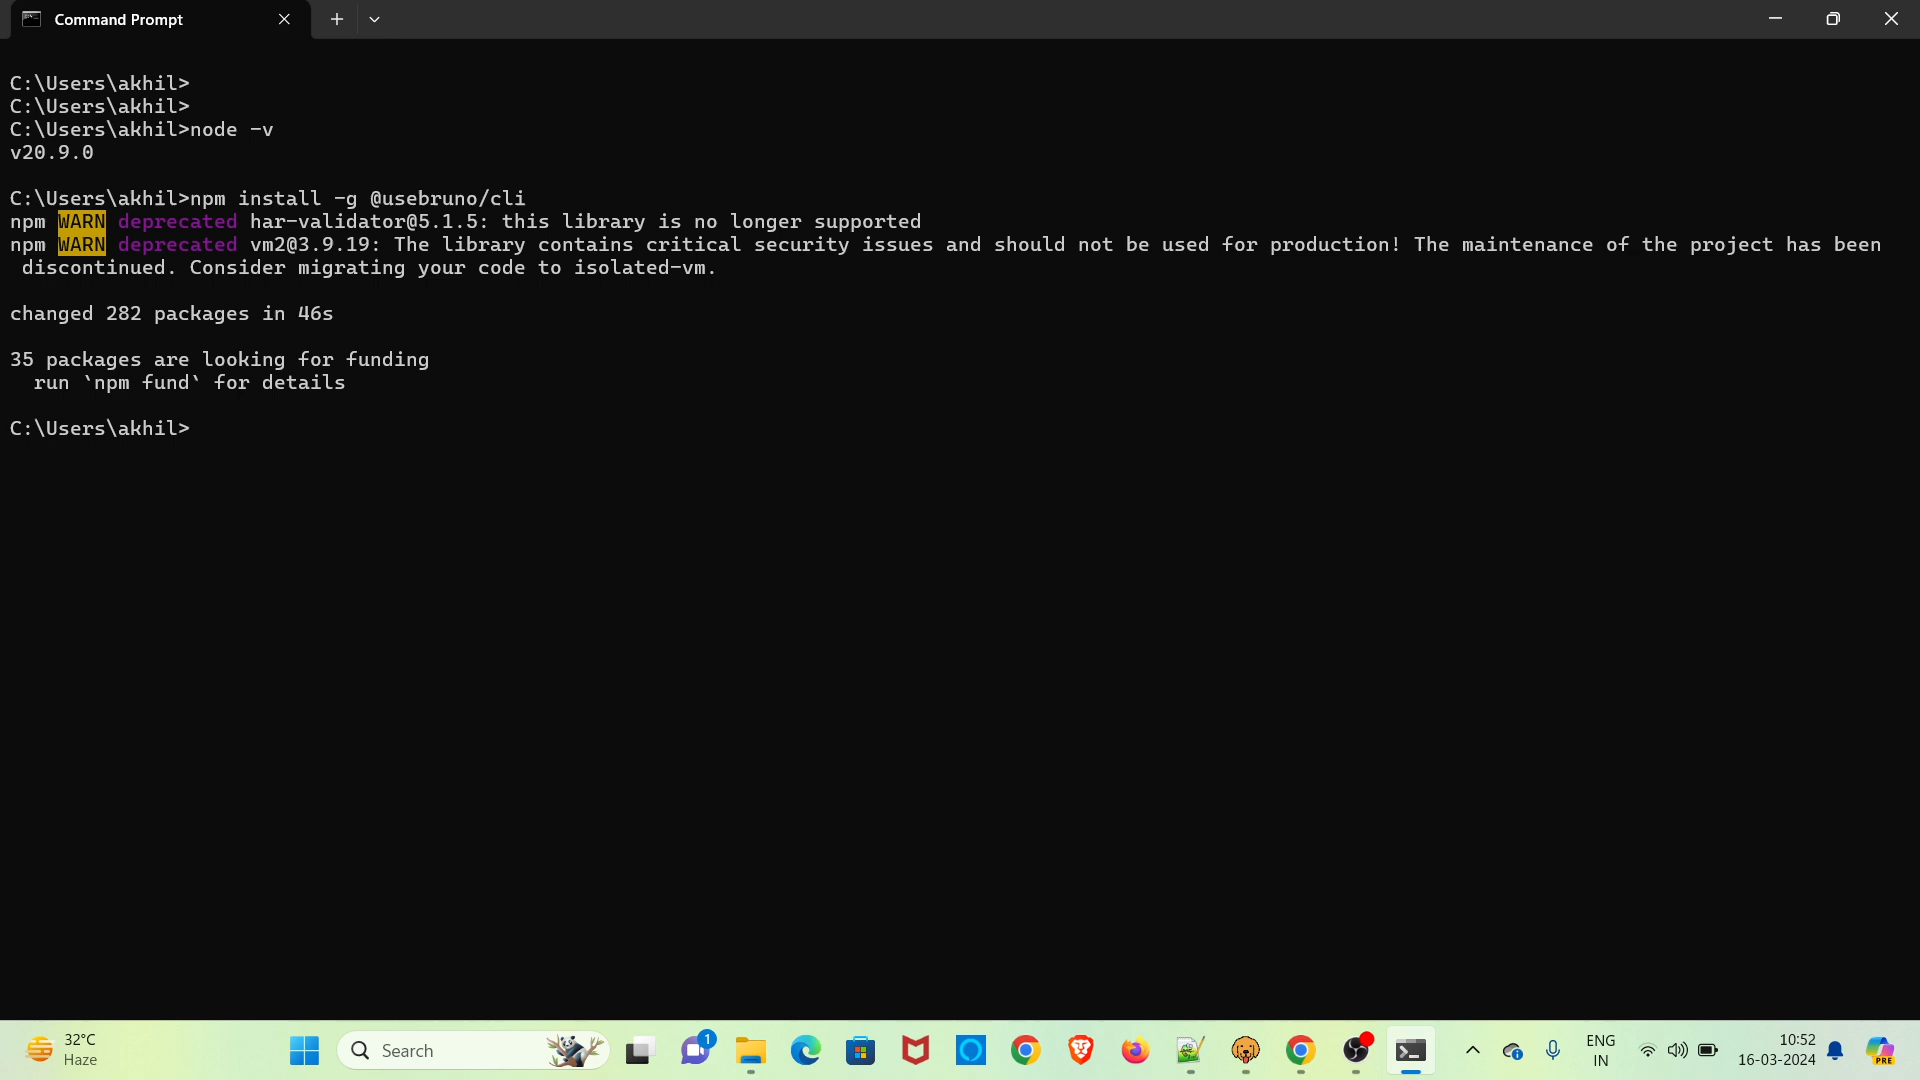 Command Prompt
C:\Users\akhil>
C:\Users\akhil>
C:\Users\akhil>node -v
v20.9.0
C:\Users\akhil>npm install -g @usebruno/cli
npm WARN deprecated har-validator@5.1.5: this library is no longer supported
npm WARN deprecated vm2@3.9.19: The library contains critical security issues and should not be used for production! The maintenance of the project has been
discontinued. Consider migrating your code to isolated-vm.
changed 282 packages in 46s
35 packages are looking for funding
run `npm fund` for details
C:\Users\akhil>
32°C
Haze
Search
1
ENG
IN
10:52
16-03-2024
PRE